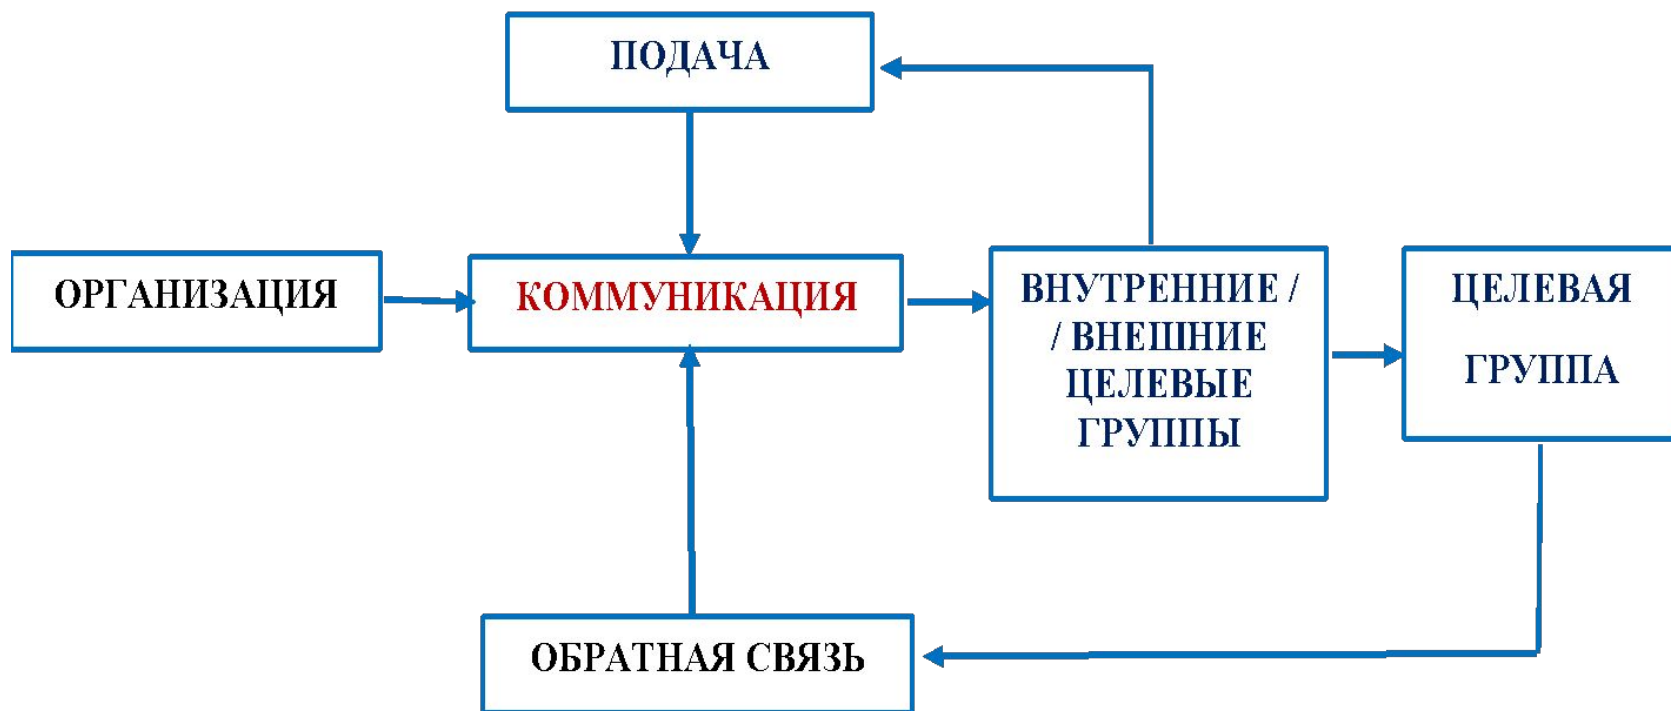 ПОДАЧА
ОРГАНИЗАЦИЯ
КОММУНИКАЦИЯ
ВНУТРЕННИЕ /
/ ВНЕШНИЕ
ЦЕЛЕВЫЕ
ГРУППЫ
ЦЕЛЕВАЯ
ГРУППА
ОБРАТНАЯ СВЯЗЬ